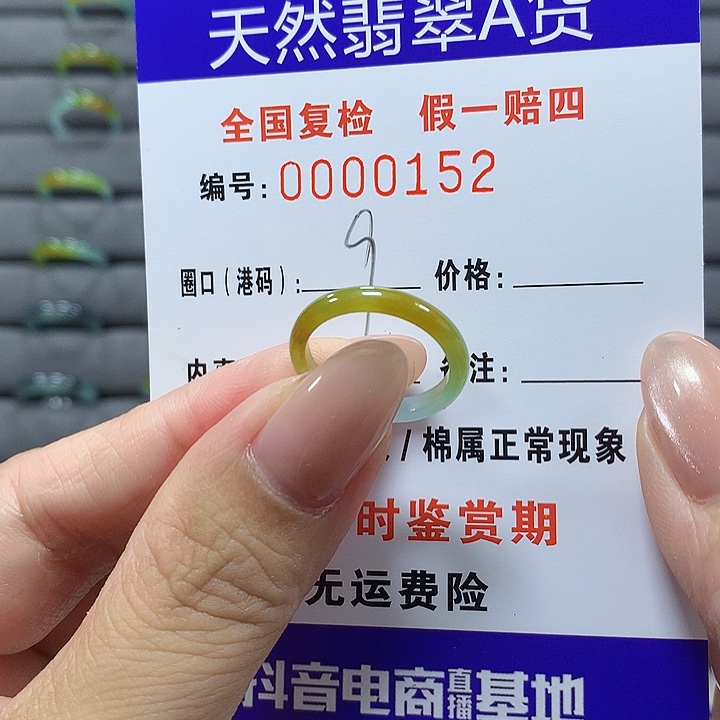 天然翡翠A货
全国复检 假一赔四
编号:0000152
圈口(港码): 价格:
内 备注:
/棉属正常现象
时鉴赏期
无运费险
抖音电商直播基地